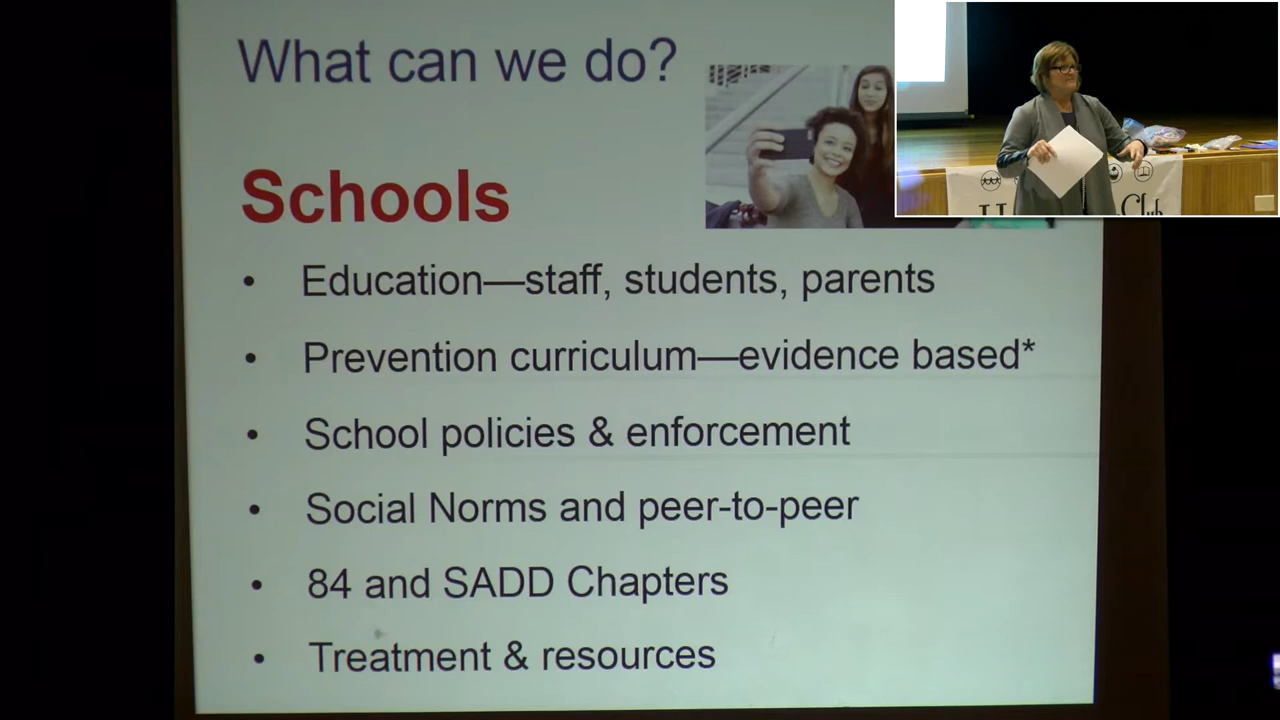 What can we do?
Schools
• Education—staff, students, parents
• Prevention curriculum—evidence based*
• School policies & enforcement
• Social Norms and peer-to-peer
• 84 and SADD Chapters
• Treatment & resources
Club